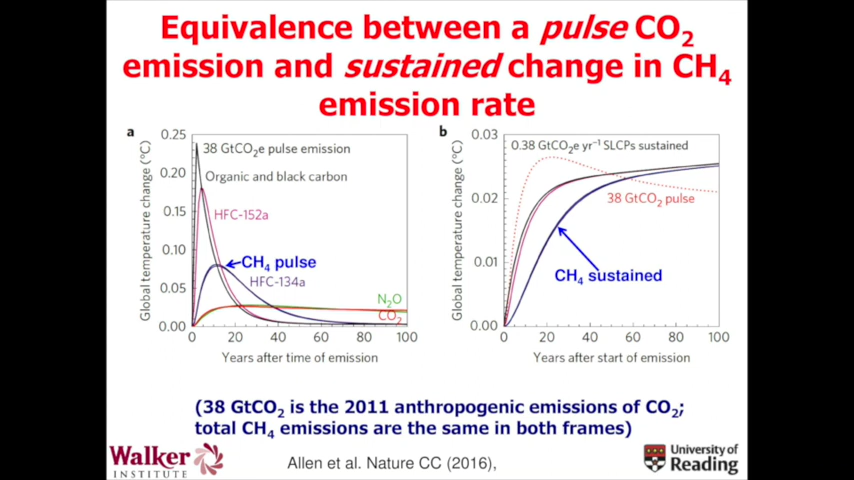 Equivalence between a pulse CO₂
emission and sustained change in CH₄
emission rate
a
Global temperature change (°C)
0.25
0.20
0.15
0.10
0.05
0.00
38 GtCO₂e pulse emission
Organic and black carbon
HFC-152a
CH₄ pulse
HFC-134a
N₂O
CO₂
0 20 40 60 80 100
Years after time of emission
b
Global temperature change (°C)
0.03
0.02
0.01
0.00
0.38 GtCO₂e yr⁻¹ SLCPs sustained
38 GtCO₂ pulse
CH₄ sustained
0 20 40 60 80 100
Years after start of emission
(38 GtCO₂ is the 2011 anthropogenic emissions of CO₂;
total CH₄ emissions are the same in both frames)
Walker
INSTITUTE
Allen et al. Nature CC (2016),
University of
Reading